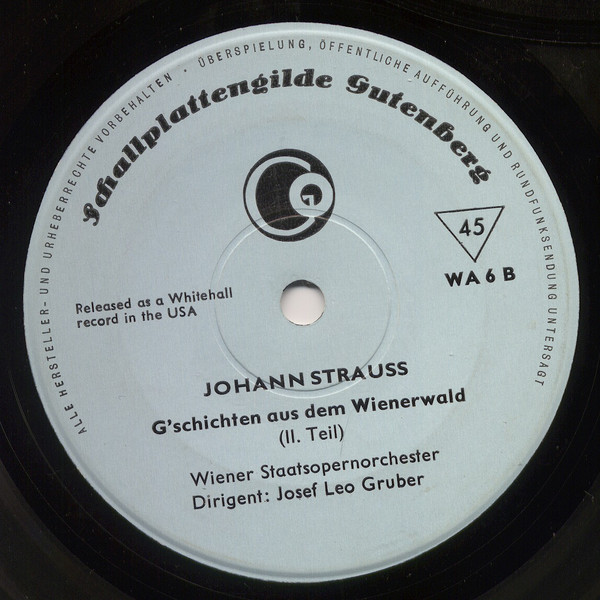 ALLE HERSTELLER- UND URHEBERRECHTE VORBEHALTEN · ÜBERSPIELUNG, ÖFFENTLICHE AUFFÜHRUNG UND RUNDFUNKSENDUNG UNTERSAGT
Schallplattengilde Gutenberg
45
WA 6 B
Released as a Whitehall
record in the USA
JOHANN STRAUSS
G'schichten aus dem Wienerwald
(II. Teil)
Wiener Staatsopernorchester
Dirigent: Josef Leo Gruber